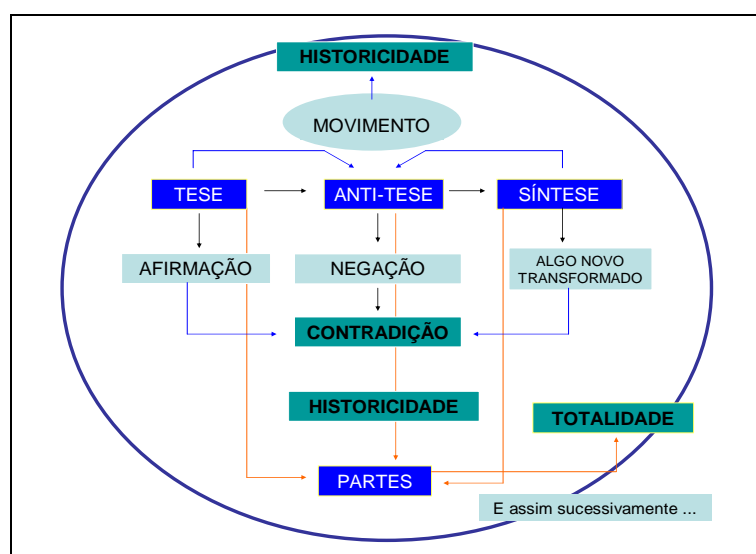 HISTORICIDADE
MOVIMENTO
TESE
ANTI-TESE
SÍNTESE
AFIRMAÇÃO
NEGAÇÃO
ALGO NOVO
TRANSFORMADO
CONTRADIÇÃO
HISTORICIDADE
TOTALIDADE
PARTES
E assim sucessivamente ...